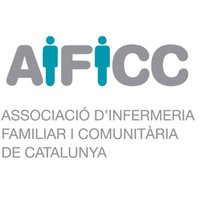 AiFiCC
ASSOCIACIÓ D'INFERMERIA
FAMILIAR I COMUNITÀRIA
DE CATALUNYA